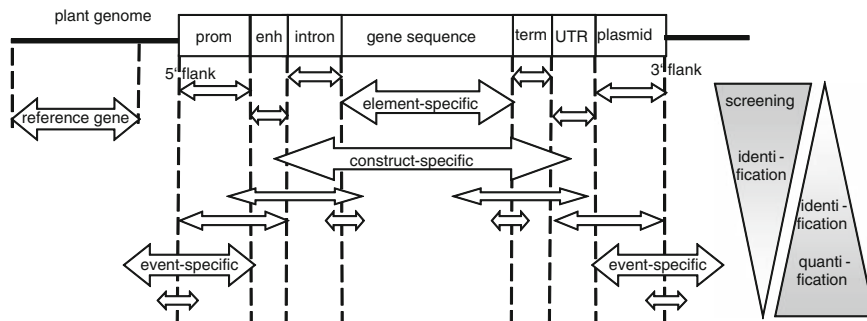 plant genome
prom enh intron gene sequence term UTR plasmid
5' flank
3' flank
reference gene
element-specific
construct-specific
event-specific
event-specific
screening
identi -
fication
identi -
fication
quanti -
fication